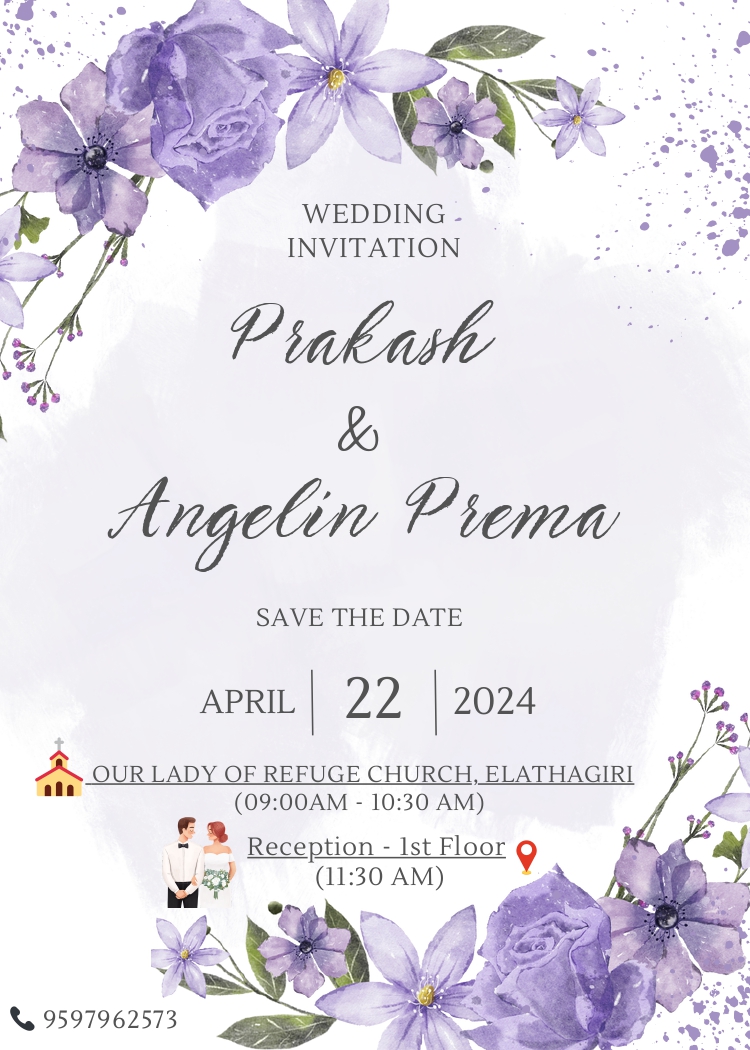 WEDDING
INVITATION
Prakash
&
Angelin Prema
SAVE THE DATE
APRIL 22 2024
OUR LADY OF REFUGE CHURCH, ELATHAGIRI
(09:00AM - 10:30 AM)
Reception - 1st Floor
(11:30 AM)
9597962573